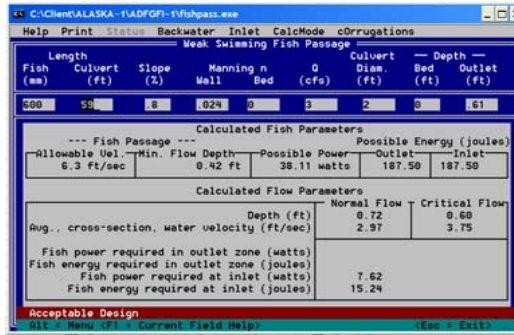 C:\Client\ALASKA~1\ADFGFI~1\fishpass.exe
Help Print Status Backwater Inlet CalcMode cOrrugations
Weak Swimming Fish Passage
Length Culvert — Depth —
Fish Culvert Slope Manning n Q Diam. Bed Outlet
(mm) (ft) (%) Wall Bed (cfs) (ft) (ft) (ft)
600 59 .8 .024 0 3 2 0 .61
Calculated Fish Parameters
--- Fish Passage --- Possible Energy (joules)
Allowable Vel. Min. Flow Depth Possible Power Outlet Inlet
6.3 ft/sec 0.42 ft 38.11 watts 187.50 187.50
Calculated Flow Parameters
Normal Flow Critical Flow
Depth (ft) 0.72 0.60
Avg., cross-section, water velocity (ft/sec) 2.97 3.75
Fish power required in outlet zone (watts)
Fish energy required in outlet zone (joules)
Fish power required at inlet (watts) 7.62
Fish energy required at inlet (joules) 15.24
Acceptable Design
Alt = Menu <F1 = Current Field Help> <Esc = Exit>